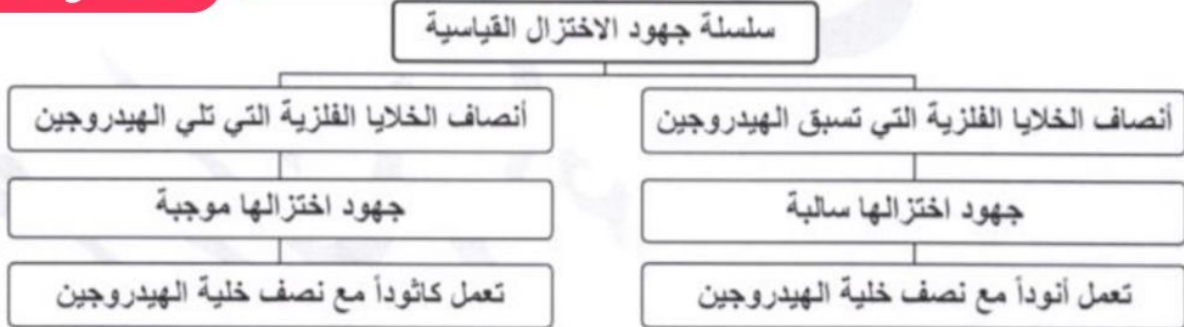 سلسلة جهود الاختزال القياسية
أنصاف الخلايا الفلزية التي تسبق الهيدروجين
أنصاف الخلايا الفلزية التي تلي الهيدروجين
جهود اختزالها سالبة
جهود اختزالها موجبة
تعمل أنوداً مع نصف خلية الهيدروجين
تعمل كاثوداً مع نصف خلية الهيدروجين